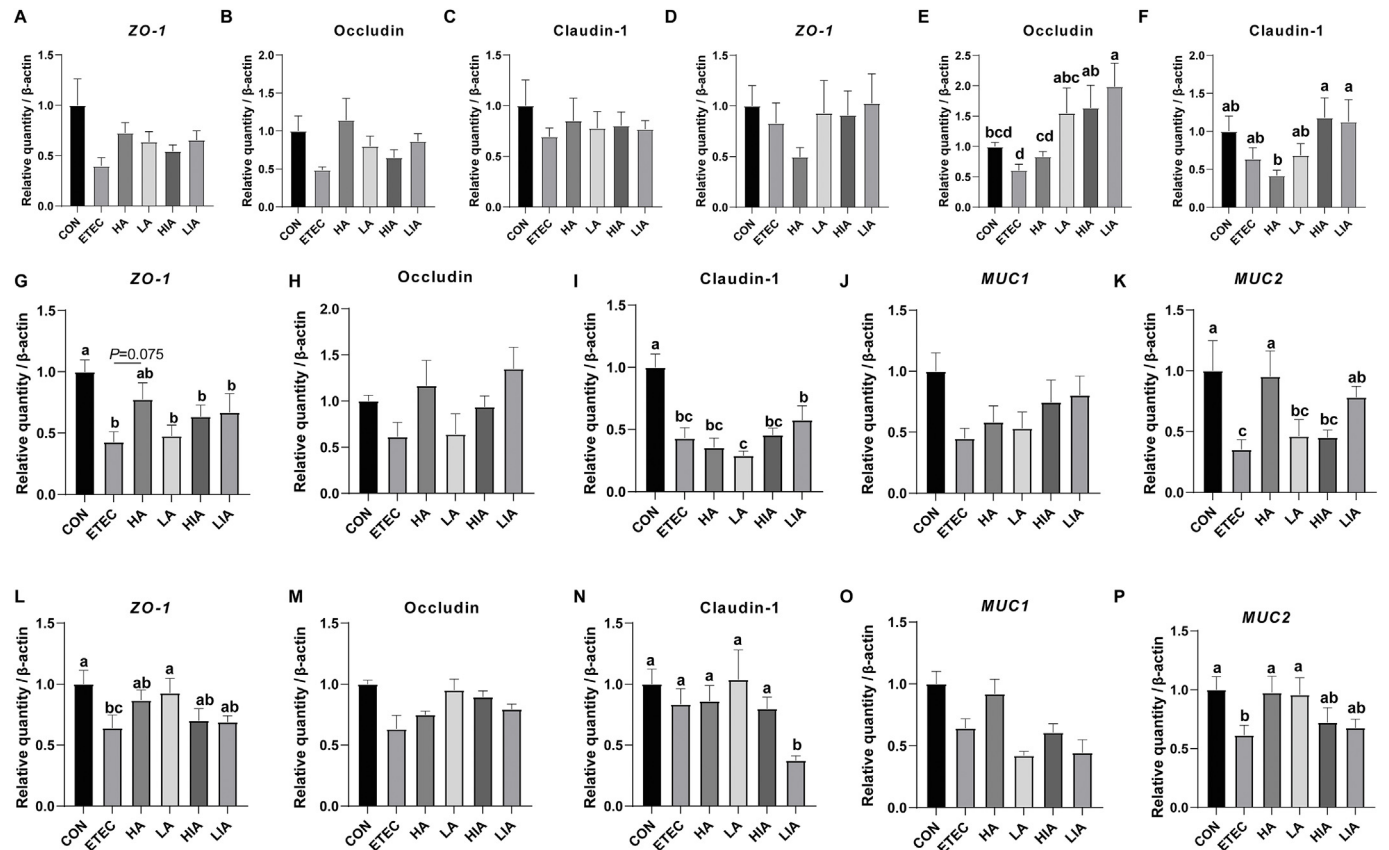 A
ZO-1
Relative quantity / β-actin
1.5
1.0
0.5
0.0
CON
ETEC
HA
LA
HIA
LIA
B
Occludin
Relative quantity / β-actin
2.0
1.5
1.0
0.5
0.0
CON
ETEC
HA
LA
HIA
LIA
C
Claudin-1
Relative quantity / β-actin
1.5
1.0
0.5
0.0
CON
ETEC
HA
LA
HIA
LIA
D
ZO-1
Relative quantity / β-actin
1.5
1.0
0.5
0.0
CON
ETEC
HA
LA
HIA
LIA
E
Occludin
Relative quantity / β-actin
2.5
2.0
1.5
1.0
0.5
0.0
bcd
d
cd
abc
ab
a
CON
ETEC
HA
LA
HIA
LIA
F
Claudin-1
Relative quantity / β-actin
2.0
1.5
1.0
0.5
0.0
ab
ab
b
ab
a
a
CON
ETEC
HA
LA
HIA
LIA
G
ZO-1
Relative quantity / β-actin
1.5
1.0
0.5
0.0
P=0.075
a
b
ab
b
b
b
CON
ETEC
HA
LA
HIA
LIA
H
Occludin
Relative quantity / β-actin
2.0
1.5
1.0
0.5
0.0
CON
ETEC
HA
LA
HIA
LIA
I
Claudin-1
Relative quantity / β-actin
1.5
1.0
0.5
0.0
a
bc
bc
c
bc
b
CON
ETEC
HA
LA
HIA
LIA
J
MUC1
Relative quantity / β-actin
1.5
1.0
0.5
0.0
CON
ETEC
HA
LA
HIA
LIA
K
MUC2
Relative quantity / β-actin
1.5
1.0
0.5
0.0
a
c
a
bc
bc
ab
CON
ETEC
HA
LA
HIA
LIA
L
ZO-1
Relative quantity / β-actin
1.5
1.0
0.5
0.0
a
bc
ab
a
ab
ab
CON
ETEC
HA
LA
HIA
LIA
M
Occludin
Relative quantity / β-actin
1.5
1.0
0.5
0.0
CON
ETEC
HA
LA
HIA
LIA
N
Claudin-1
Relative quantity / β-actin
1.5
1.0
0.5
0.0
a
a
a
a
a
b
CON
ETEC
HA
LA
HIA
LIA
O
MUC1
Relative quantity / β-actin
1.5
1.0
0.5
0.0
CON
ETEC
HA
LA
HIA
LIA
P
MUC2
Relative quantity / β-actin
1.5
1.0
0.5
0.0
a
b
a
a
ab
ab
CON
ETEC
HA
LA
HIA
LIA